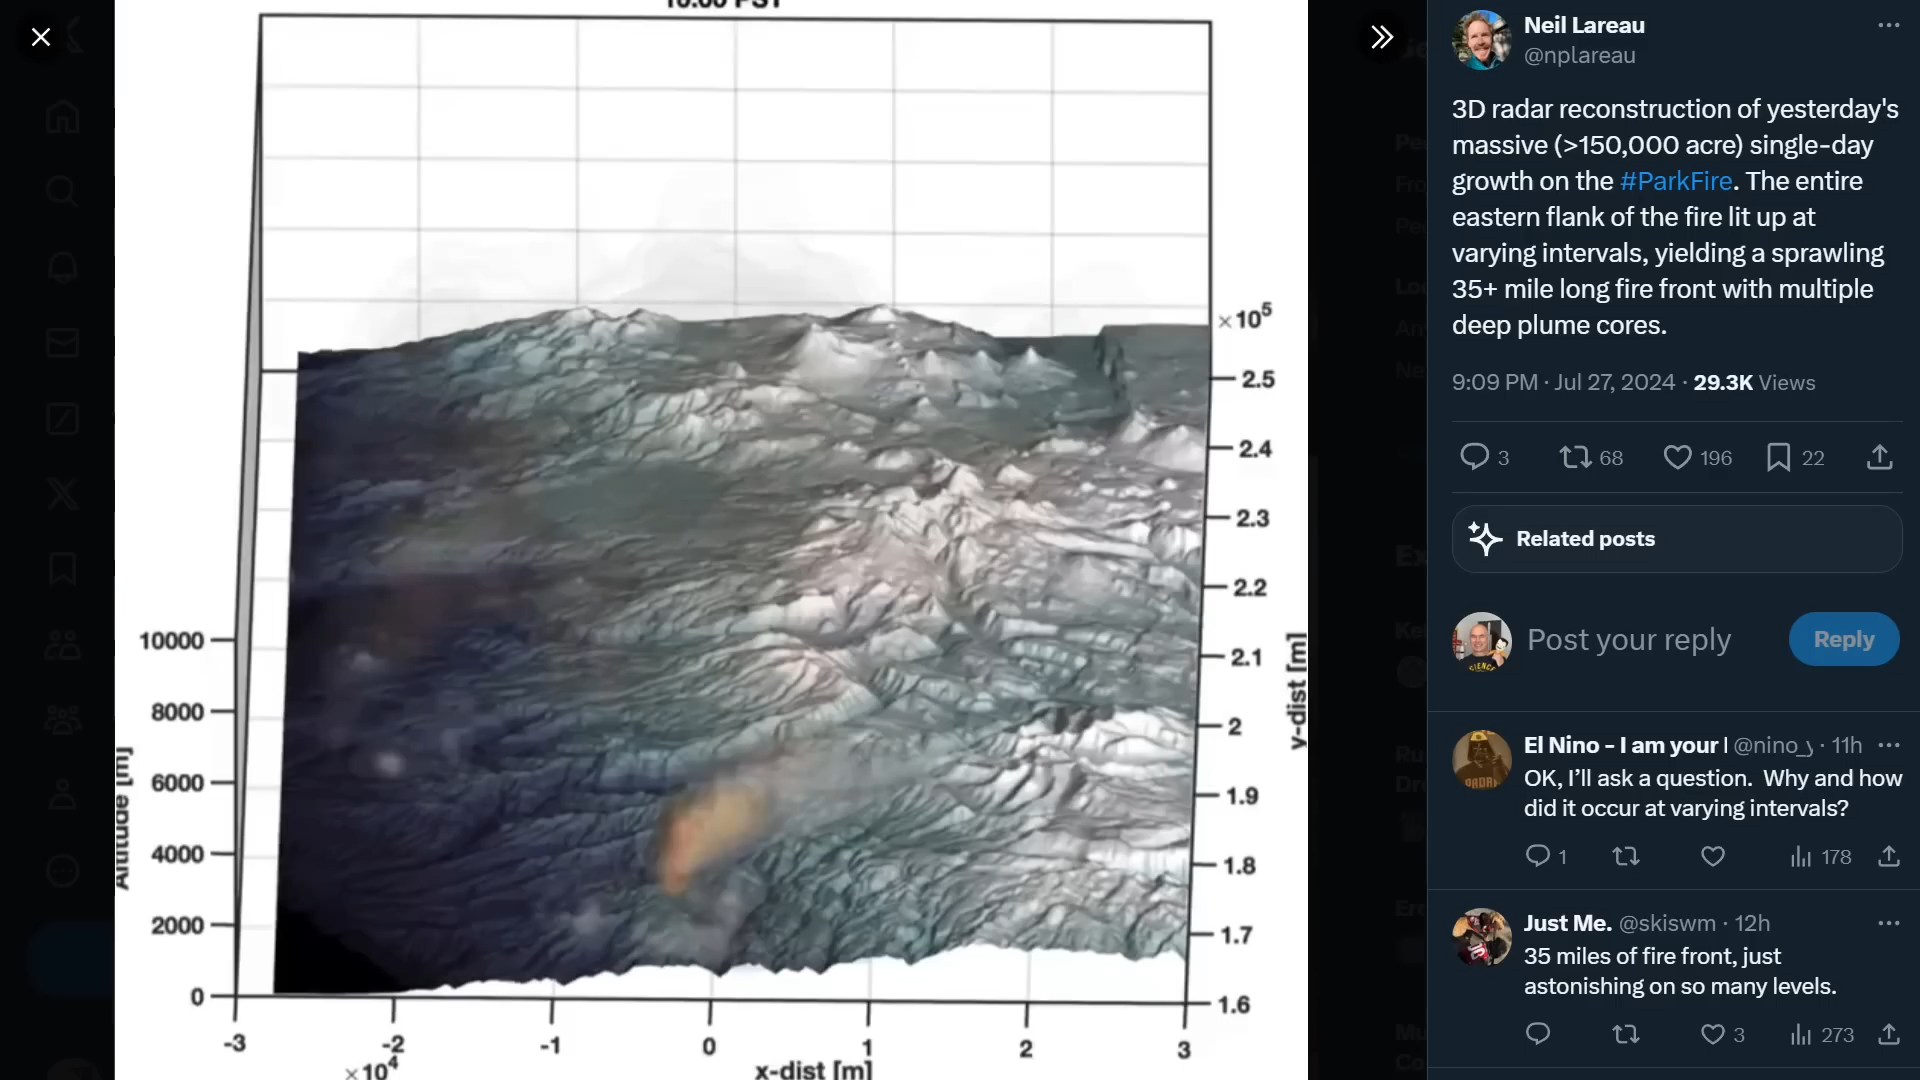 10:00 PST
×10⁵
2.5
2.4
2.3
2.2
2.1
2
1.9
1.8
1.7
1.6
y-dist [m]
10000
8000
6000
4000
2000
0
Altitude [m]
-3
-2
-1
0
1
2
3
×10⁴
x-dist [m]
Neil Lareau
@nplareau
3D radar reconstruction of yesterday's
massive (>150,000 acre) single-day
growth on the #ParkFire. The entire
eastern flank of the fire lit up at
varying intervals, yielding a sprawling
35+ mile long fire front with multiple
deep plume cores.
9:09 PM · Jul 27, 2024 · 29.3K Views
3 68 196 22
Related posts
Post your reply
Reply
El Nino - I am your @nino_ · 11h
OK, I’ll ask a question. Why and how
did it occur at varying intervals?
1 178
Just Me. @skiswm · 12h
35 miles of fire front, just
astonishing on so many levels.
3 273